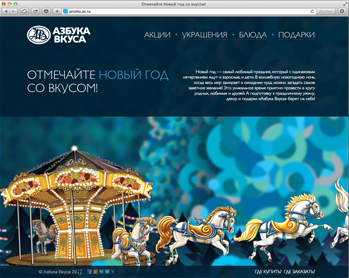 Отмечайте Новый год со вкусом!
promo.av.ru
АЗБУКА
ВКУСА
АКЦИИ • УКРАШЕНИЯ • БЛЮДА • ПОДАРКИ
ОТМЕЧАЙТЕ НОВЫЙ ГОД
СО ВКУСОМ!
Новый год — самый любимый праздник, который с одинаковым
нетерпением ждут и взрослые, и дети. В волшебную новогоднюю ночь,
когда весь мир замирает в ожидании чуда, можно загадать самое
заветное желание! Это уникальное время приятно провести в кругу
родных, любимых и друзей. А подготовку к праздничному ужину,
декор и подарки «Азбука Вкуса» берет на себя!
© Азбука Вкуса
ГДЕ КУПИТЬ? ГДЕ ЗАКАЗАТЬ?